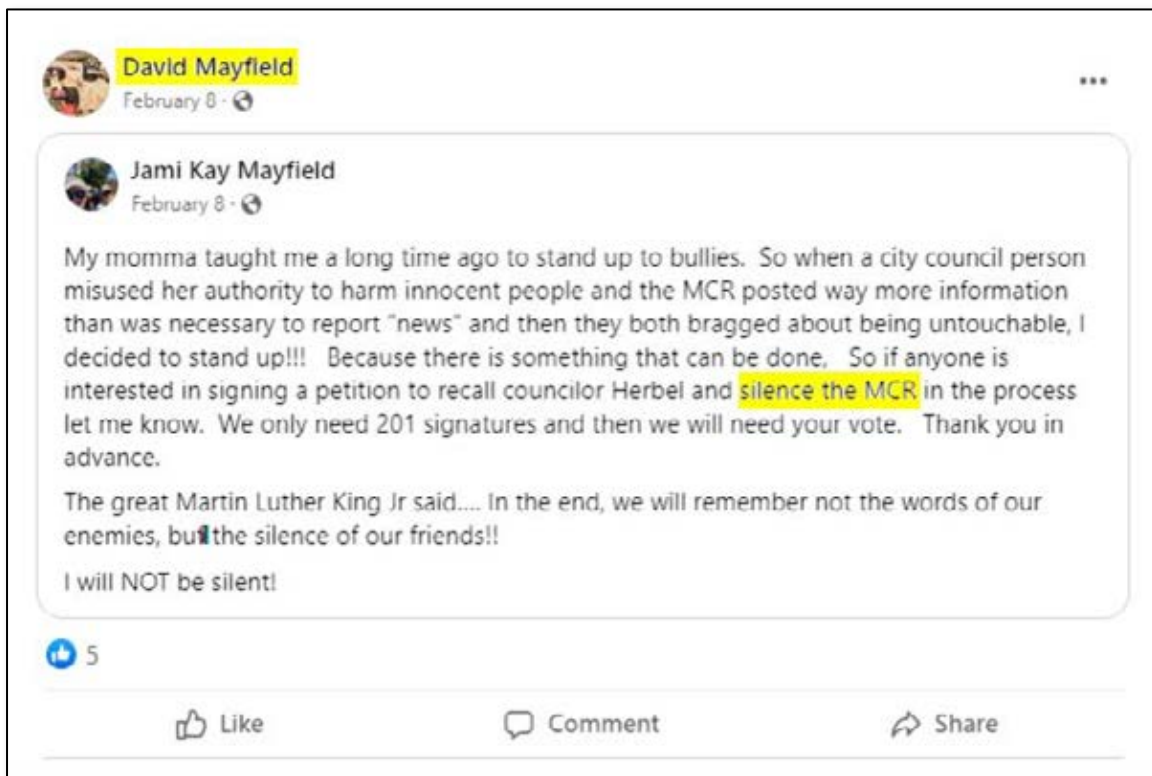 David Mayfield
February 8 ·
...
Jami Kay Mayfield
February 8 ·
My momma taught me a long time ago to stand up to bullies. So when a city council person
misused her authority to harm innocent people and the MCR posted way more information
than was necessary to report "news" and then they both bragged about being untouchable, I
decided to stand up!!! Because there is something that can be done, So if anyone is
interested in signing a petition to recall councilor Herbel and silence the MCR in the process
let me know. We only need 201 signatures and then we will need your vote. Thank you in
advance.
The great Martin Luther King Jr said.... In the end, we will remember not the words of our
enemies, but the silence of our friends!!
I will NOT be silent!
5
Like Comment Share